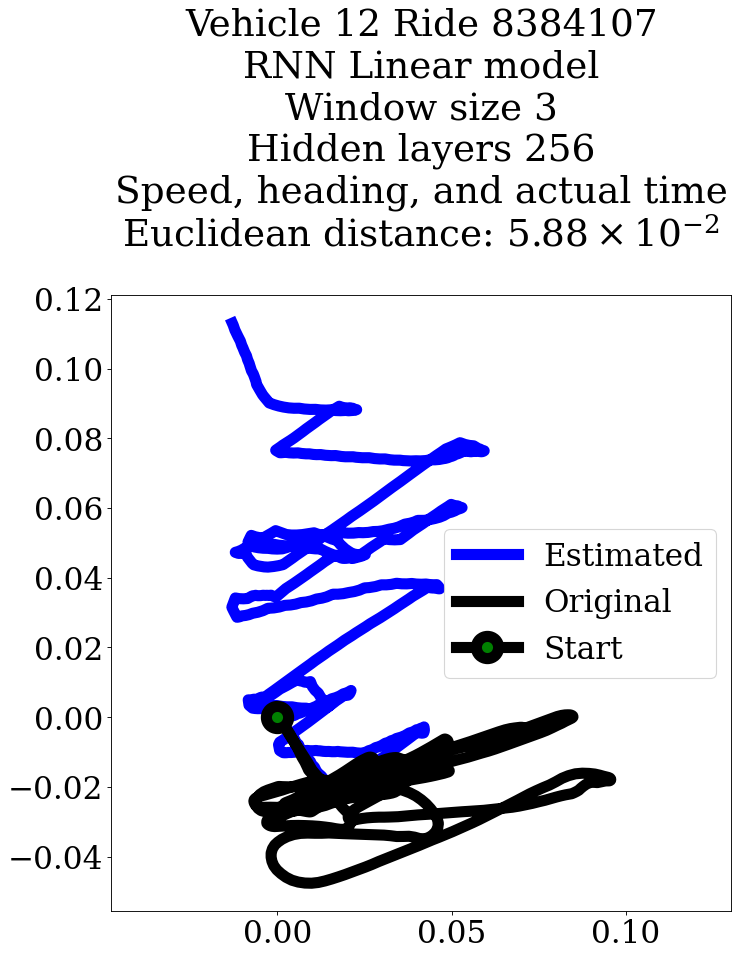 Vehicle 12 Ride 8384107
RNN Linear model
Window size 3
Hidden layers 256
Speed, heading, and actual time
Euclidean distance: 5.88 × 10⁻²
0.12
0.10
0.08
0.06
0.04
0.02
0.00
−0.02
−0.04
Estimated
Original
Start
0.00 0.05 0.10